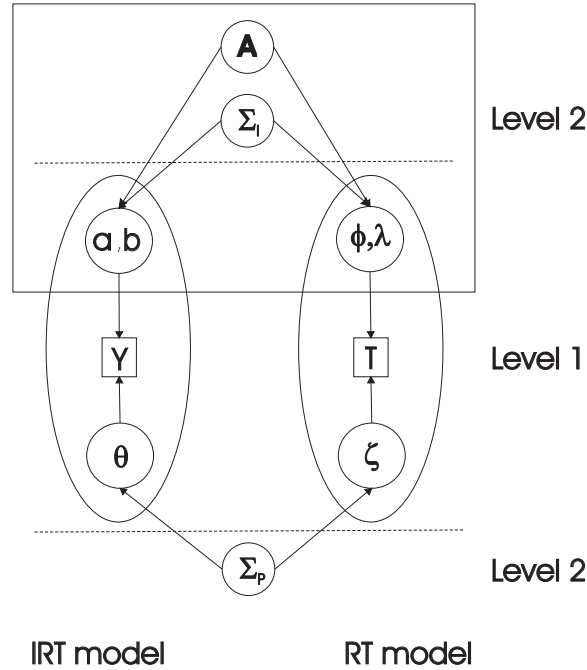 A
Σ_I
Level 2
a,b
φ,λ
Y
T
Level 1
θ
ζ
Σ_P
Level 2
IRT model
RT model